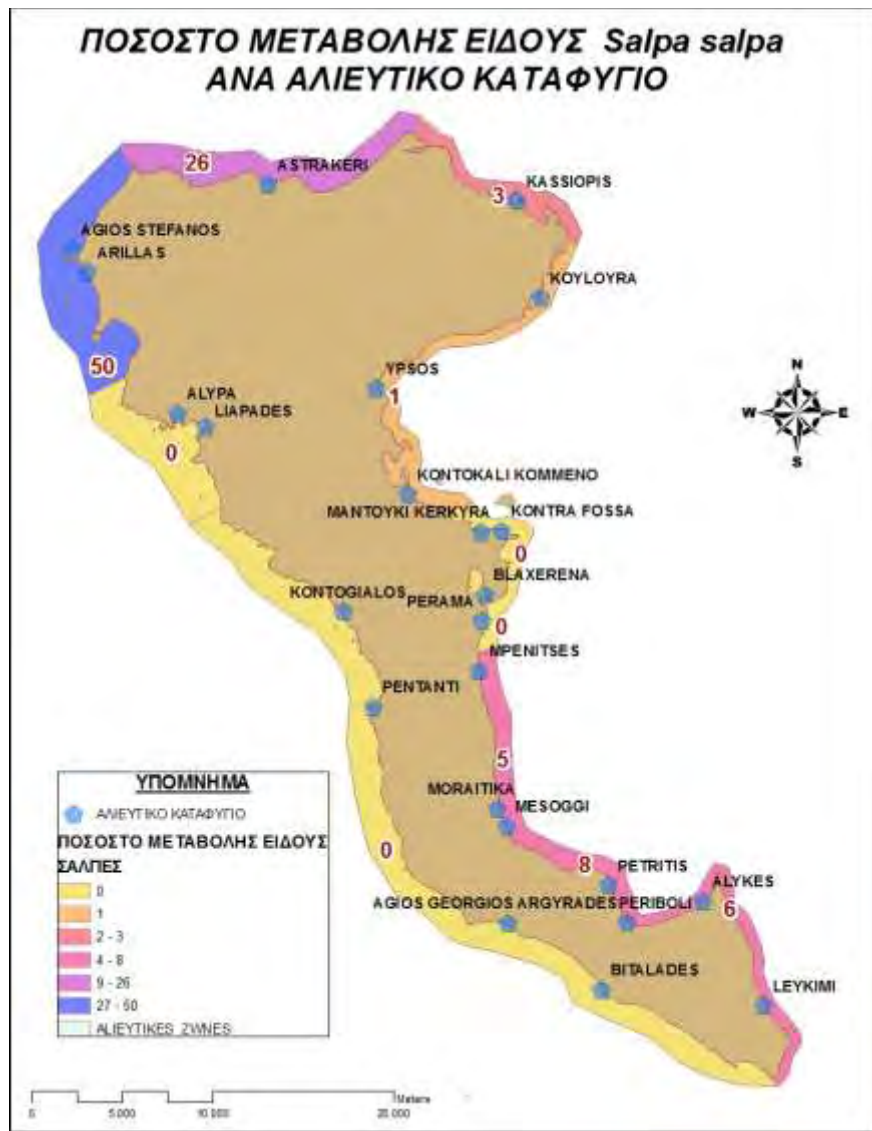 ΠΟΣΟΣΤΟ ΜΕΤΑΒΟΛΗΣ ΕΙΔΟΥΣ Salpa salpa
ΑΝΑ ΑΛΙΕΥΤΙΚΟ ΚΑΤΑΦΥΓΙΟ
26
ASTRAKERI
3
KASSIOPIS
AGIOS STEFANOS
ARILLAS
KOYLOYRA
50
YPSOS
1
ALYPA
LIAPADES
0
N
W
E
S
KONTOKALI KOMMENO
MANTOYKI KERKYRA
KONTRA FOSSA
0
BLAXERENA
KONTOGIALOS
PERAMA
0
MPENITSES
PENTANTI
5
MORAITIKA
MESOGGI
0
8
PETRITIS
ALYKES
6
AGIOS GEORGIOS ARGYRADES
PERIBOLI
BITALADES
LEYKIMI
ΥΠΟΜΝΗΜΑ
ΑΛΙΕΥΤΙΚΟ ΚΑΤΑΦΥΓΙΟ
ΠΟΣΟΣΤΟ ΜΕΤΑΒΟΛΗΣ ΕΙΔΟΥΣ
ΣΑΛΠΕΣ
0
1
2 - 3
4 - 8
9 - 26
27 - 50
ALIEYTIKES_ZWNES
0
5.000
10.000
20.000
Meters